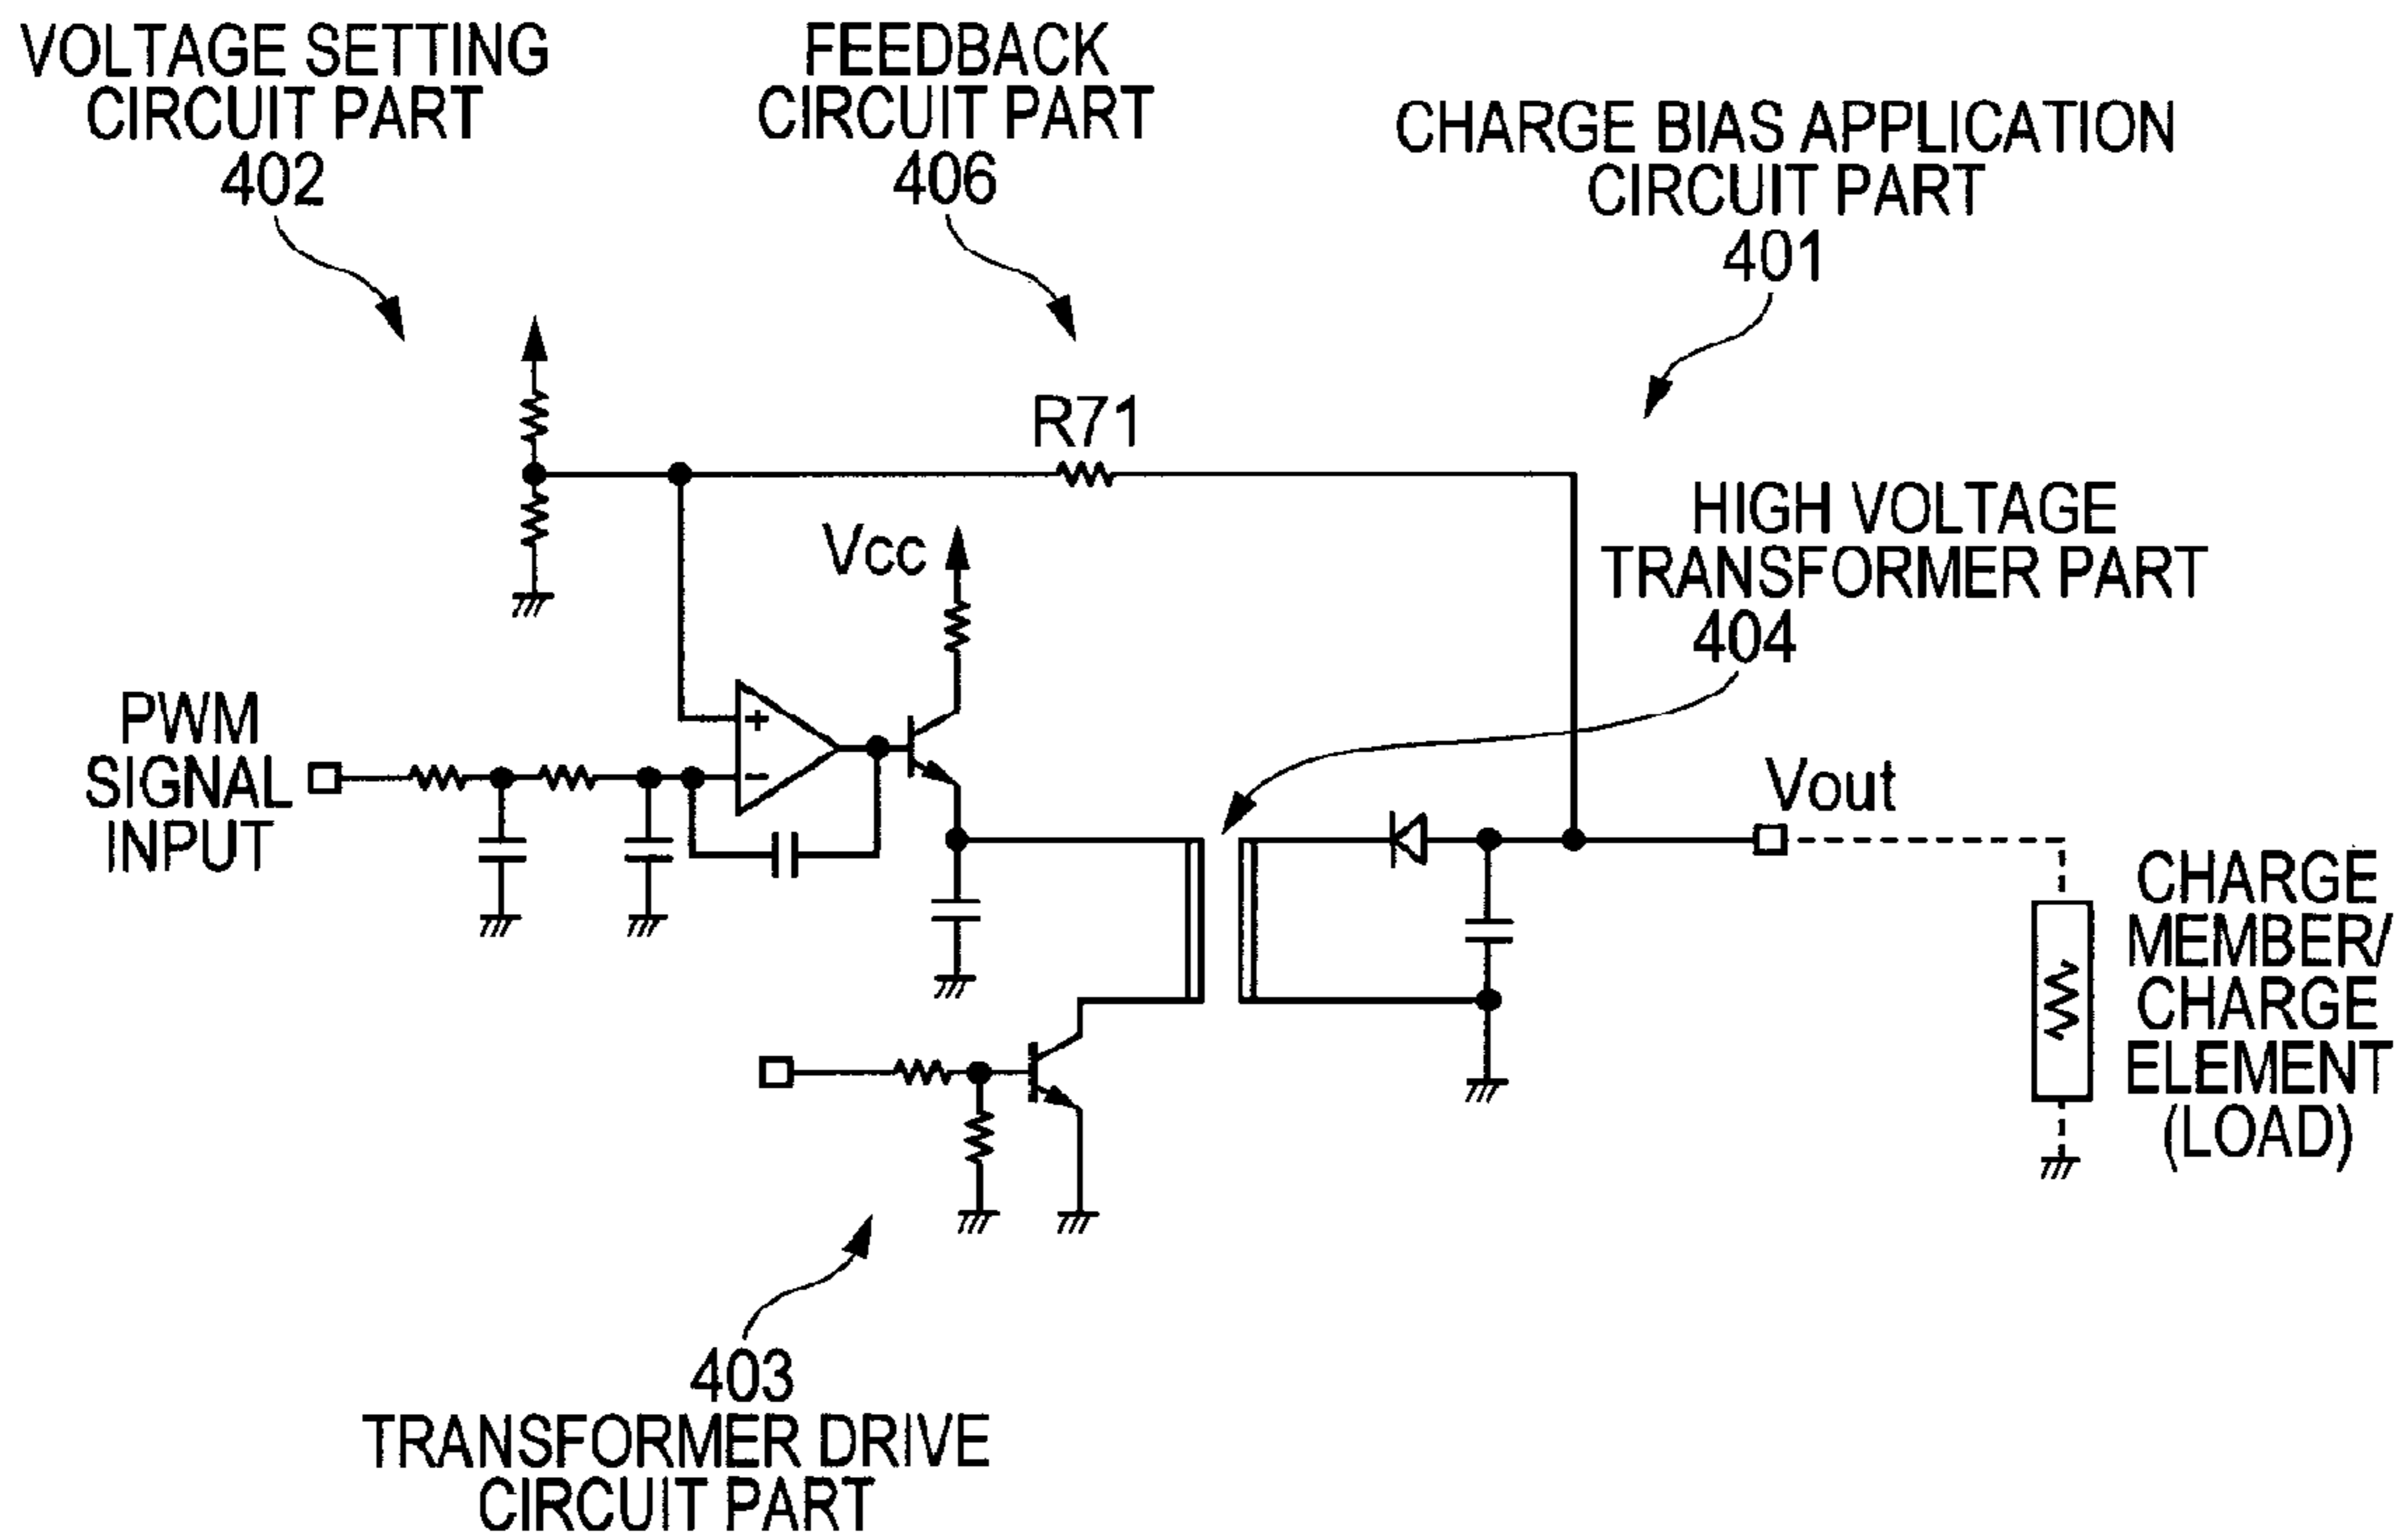 VOLTAGE SETTING
CIRCUIT PART
402
FEEDBACK
CIRCUIT PART
406
CHARGE BIAS APPLICATION
CIRCUIT PART
401
R71
HIGH VOLTAGE
TRANSFORMER PART
404
Vcc
PWM
SIGNAL
INPUT
+
−
Vout
CHARGE
MEMBER/
CHARGE
ELEMENT
(LOAD)
403
TRANSFORMER DRIVE
CIRCUIT PART